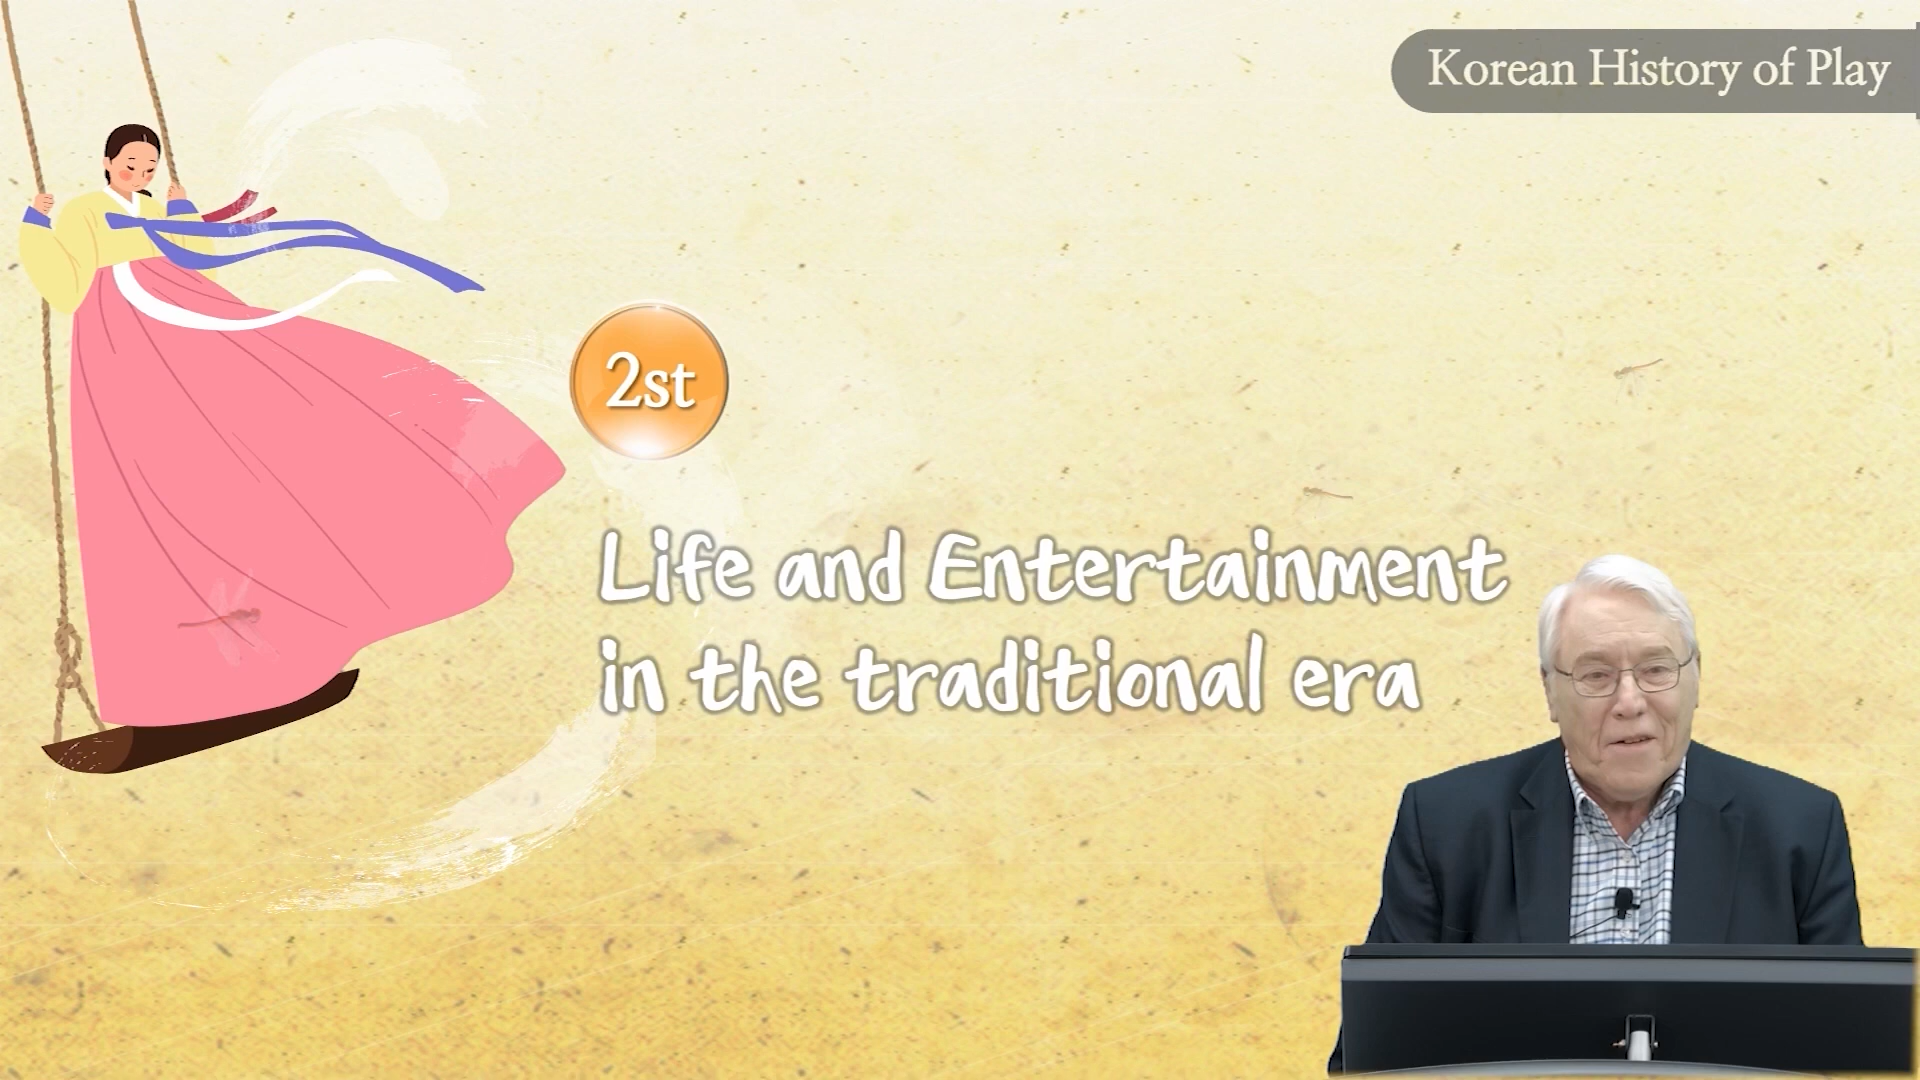 Korean History of Play
2st
Life and Entertainment
in the traditional era